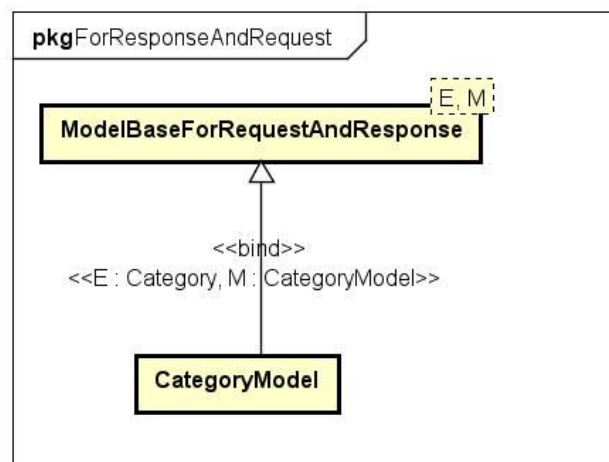 pkgForResponseAndRequest
E, M
ModelBaseForRequestAndResponse
<<bind>>
<<E : Category, M : CategoryModel>>
CategoryModel